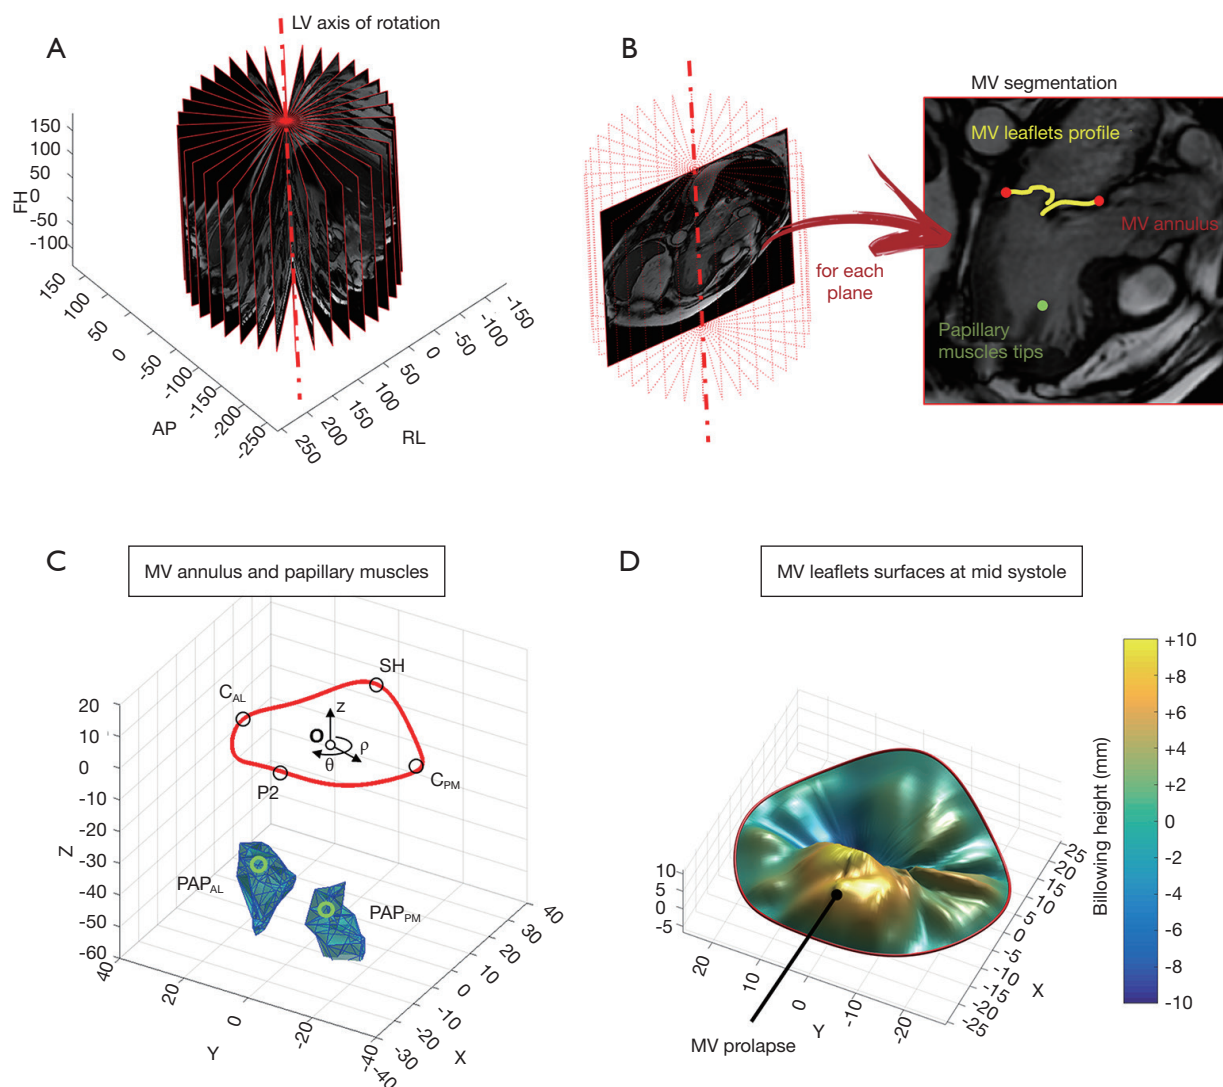 A
LV axis of rotation
FH
150
100
50
0
-50
-100
150
100
50
0
-50
-100
-150
-200
-250
AP
250
200
150
100
50
0
-50
-100
-150
RL
B
MV segmentation
MV leaflets profile
MV annulus
for each
plane
Papillary
muscles tips
C
MV annulus and papillary muscles
SH
C_AL
z
O
ρ
θ
C_PM
P2
PAP_AL
PAP_PM
20
10
0
-10
-20
-30
-40
-50
-60
Z
40
20
0
-20
-40
Y
40
30
20
10
0
-10
-20
-30
-40
X
D
MV leaflets surfaces at mid systole
+10
+8
+6
+4
+2
0
-2
-4
-6
-8
-10
Billowing height (mm)
10
5
0
-5
20
10
0
-10
-20
Y
25
20
15
10
5
0
-5
-10
-15
-20
-25
X
MV prolapse